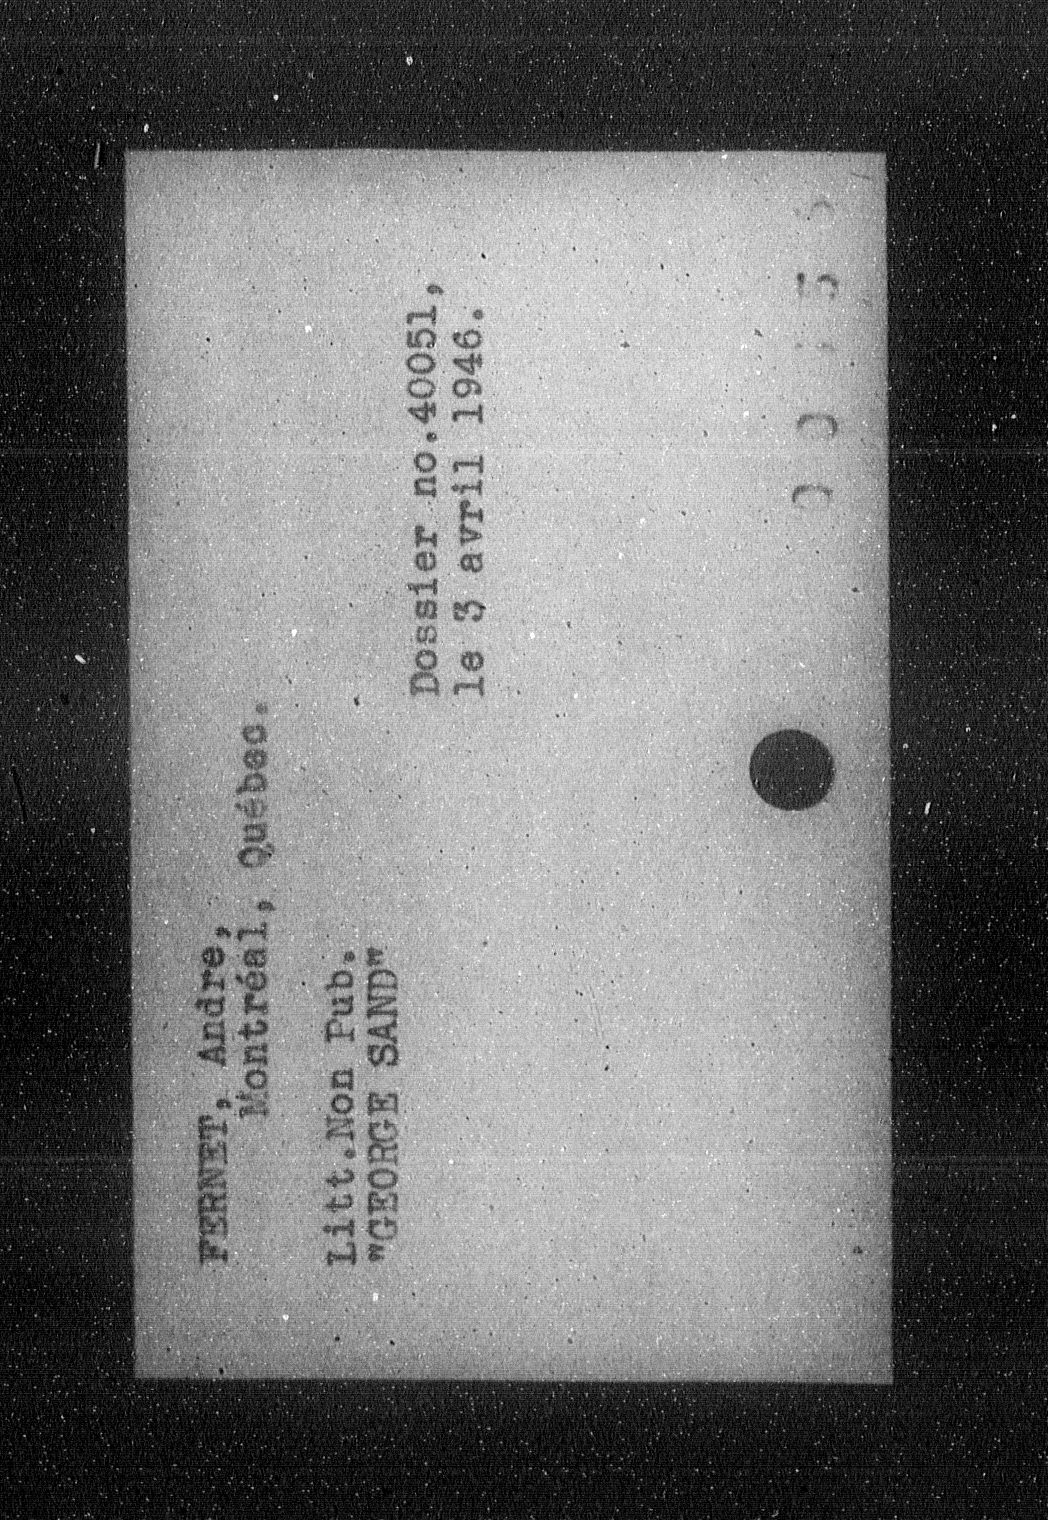 FERNET, Andre,
Montréal, Québec.
Litt.Non Pub.
"GEORGE SAND"
Dossier no.40051,
le 3 avril 1946.